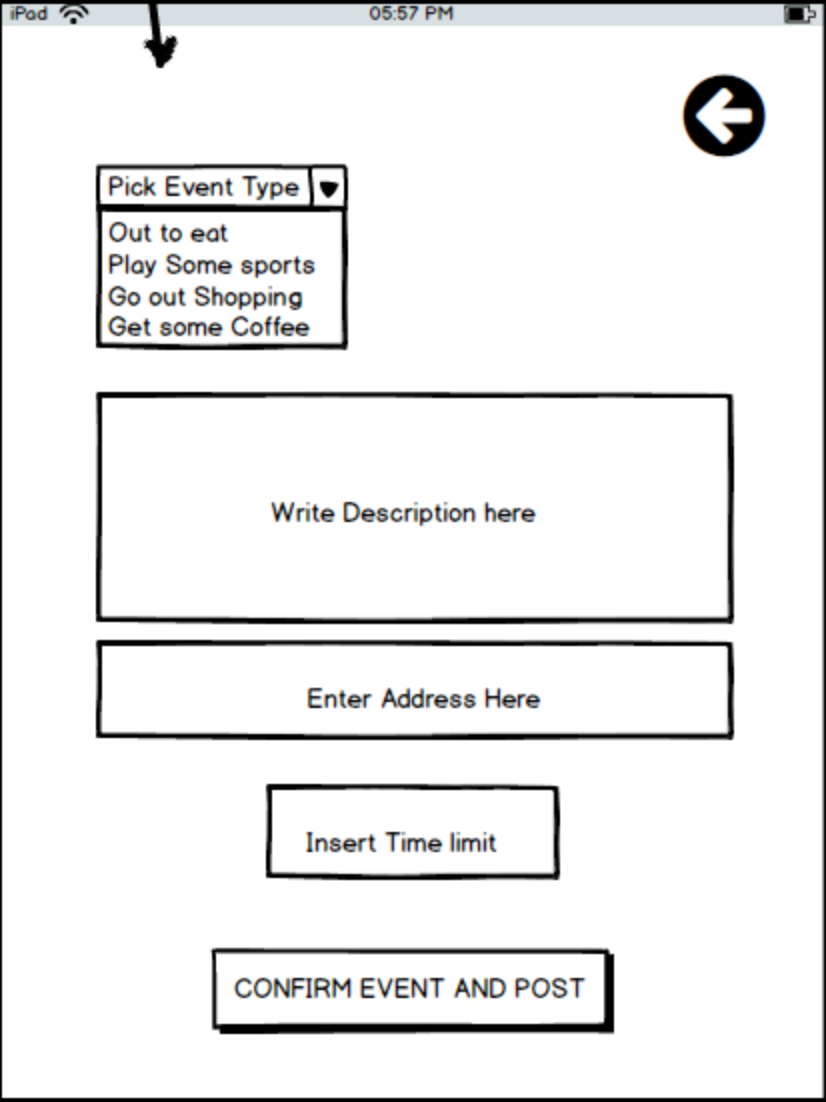 iPad 05:57 PM
Pick Event Type
Out to eat
Play Some sports
Go out Shopping
Get some Coffee
Write Description here
Enter Address Here
Insert Time limit
CONFIRM EVENT AND POST